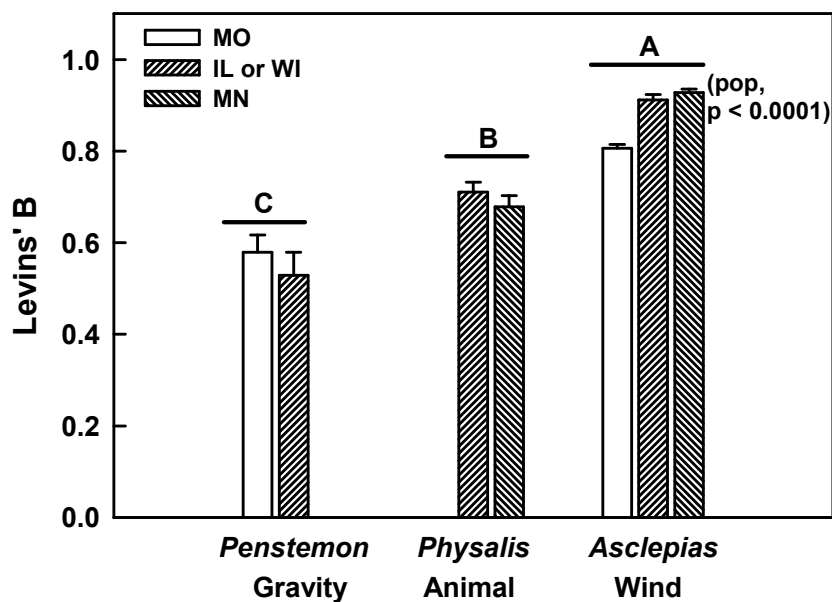 MO
IL or WI
MN
A
(pop,
p < 0.0001)
B
C
Levins' B
1.0
0.8
0.6
0.4
0.2
0.0
Penstemon Physalis Asclepias
Gravity Animal Wind